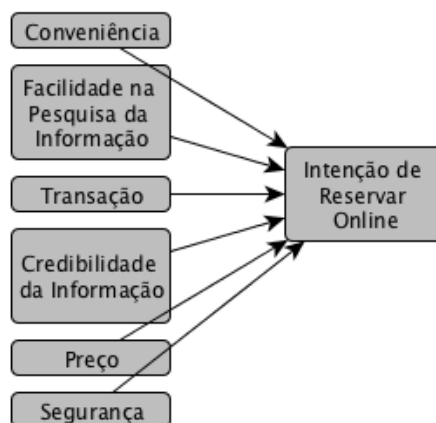 Conveniência
Facilidade na
Pesquisa da
Informação
Transação
Credibilidade
da Informação
Preço
Segurança
Intenção de
Reservar
Online